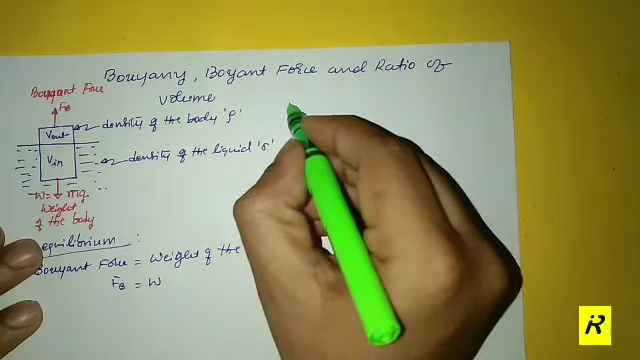 Bouyany, Boyant Force and Ratio of
volume
Bouyant Force
FB
Vout
density of the body 'ρ'
Vin
density of the liquid 'σ'
W = mg
Weight
of the body
equilibrium :
Bouyant Force = Weight of the
FB = W
iR